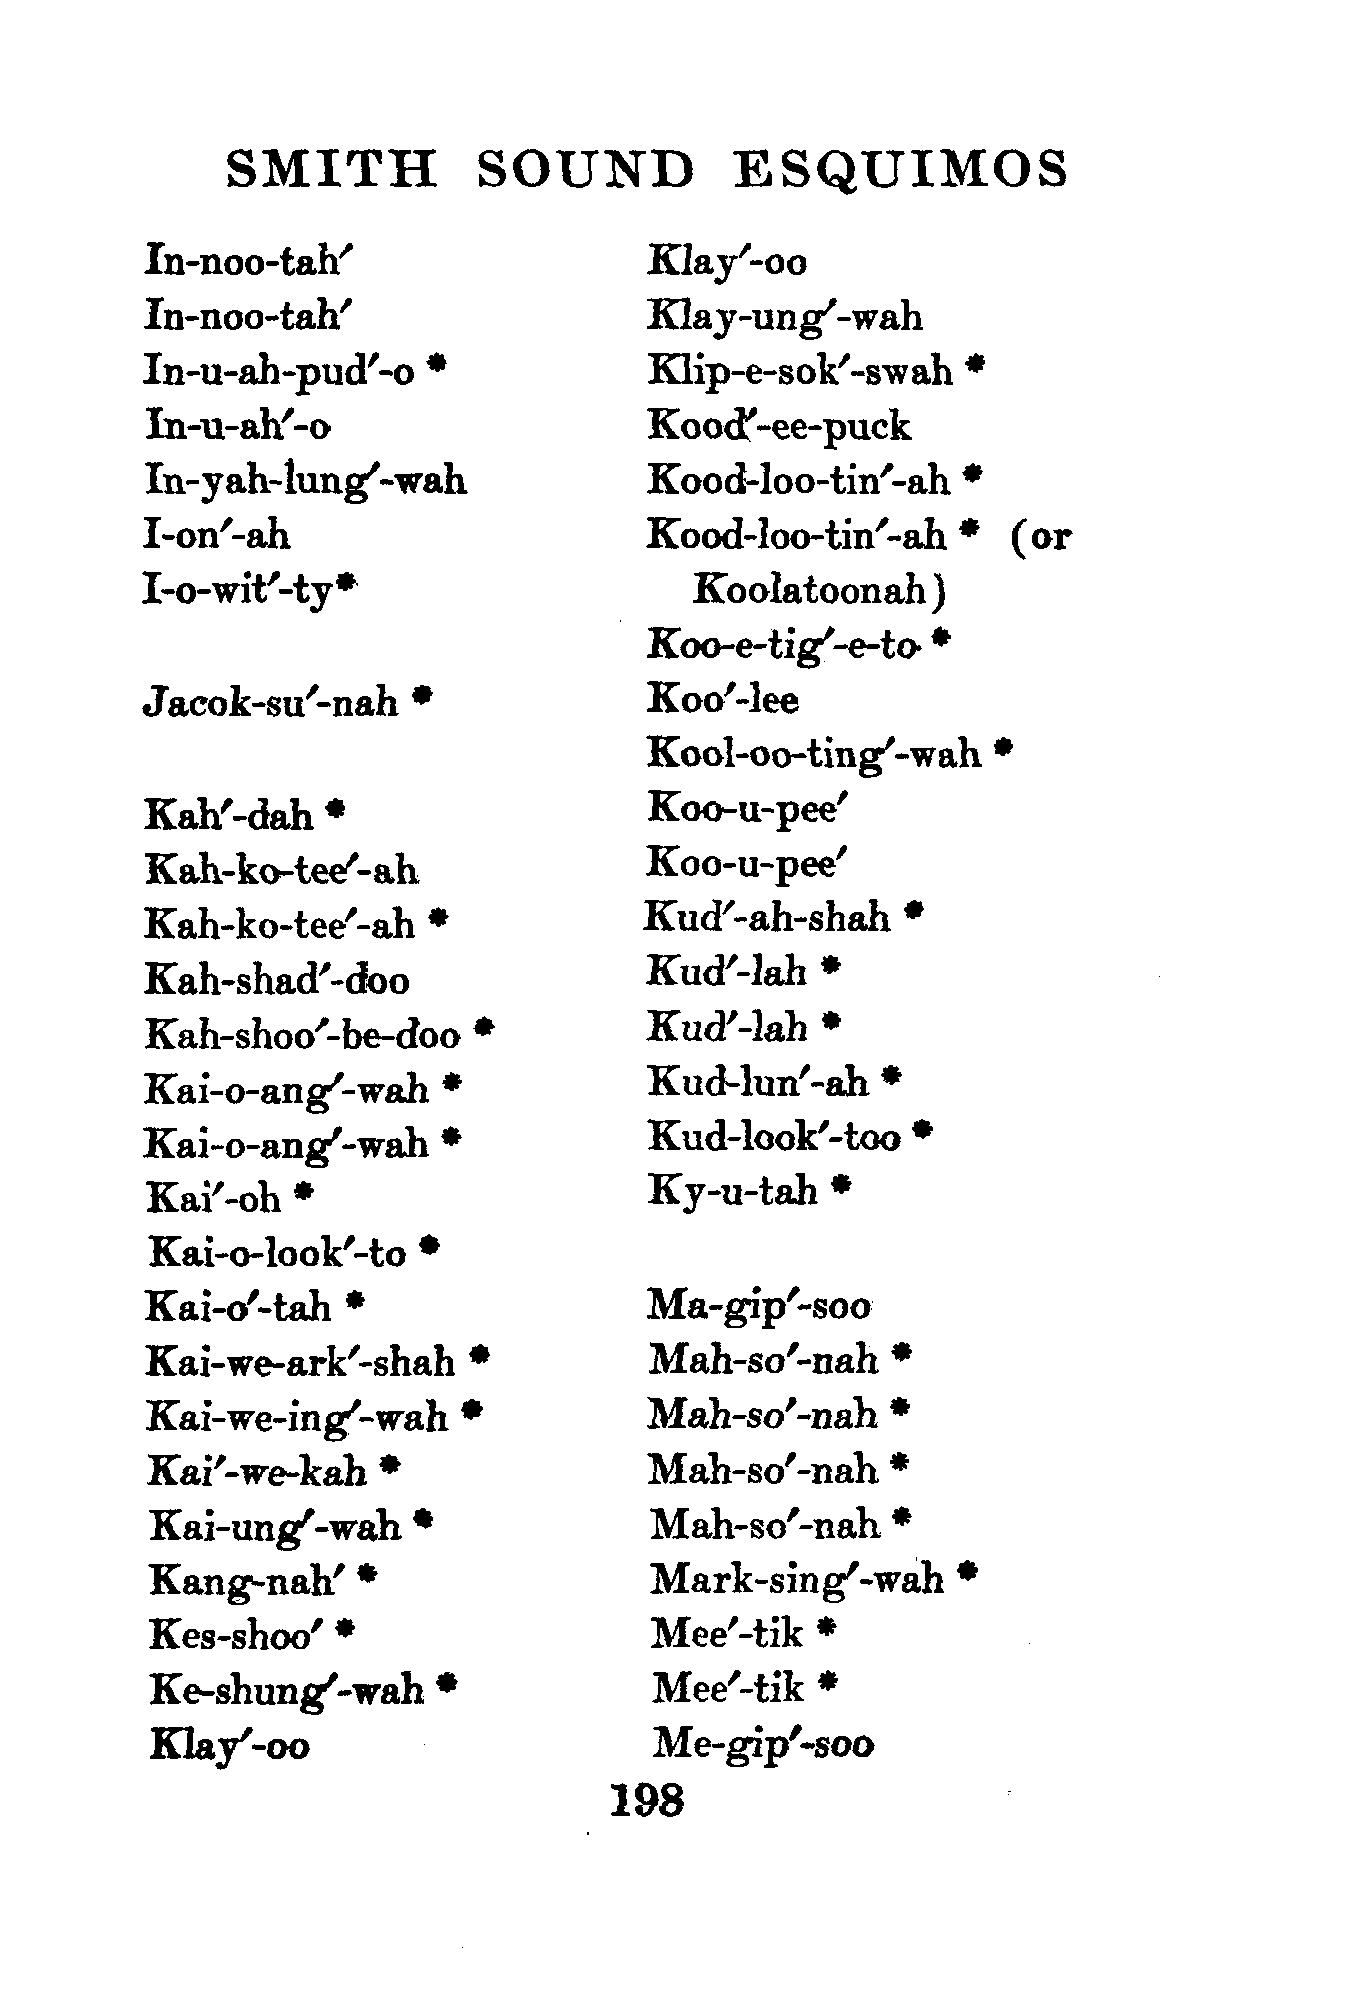 SMITH SOUND ESQUIMOS
In-noo-tah′
In-noo-tah′
In-u-ah-pud′-o *
In-u-ah′-o
In-yah-lung′-wah
I-on′-ah
I-o-wit′-ty*
Jacok-su′-nah *
Kah′-dah *
Kah-ko-tee′-ah
Kah-ko-tee′-ah *
Kah-shad′-doo
Kah-shoo′-be-doo *
Kai-o-ang′-wah *
Kai-o-ang′-wah *
Kai′-oh *
Kai-o-look′-to *
Kai-o′-tah *
Kai-we-ark′-shah *
Kai-we-ing′-wah *
Kai′-we-kah *
Kai-ung′-wah *
Kang-nah′ *
Kes-shoo′ *
Ke-shung′-wah *
Klay′-oo
Klay′-oo
Klay-ung′-wah
Klip-e-sok′-swah *
Kood′-ee-puck
Kood-loo-tin′-ah *
Kood-loo-tin′-ah * (or
Koolatoonah)
Koo-e-tig′-e-to *
Koo′-lee
Kool-oo-ting′-wah *
Koo-u-pee′
Koo-u-pee′
Kud′-ah-shah *
Kud′-lah *
Kud′-lah *
Kud-lun′-ah *
Kud-look′-too *
Ky-u-tah *
Ma-gip′-soo
Mah-so′-nah *
Mah-so′-nah *
Mah-so′-nah *
Mah-so′-nah *
Mark-sing′-wah *
Mee′-tik *
Mee′-tik *
Me-gip′-soo
198